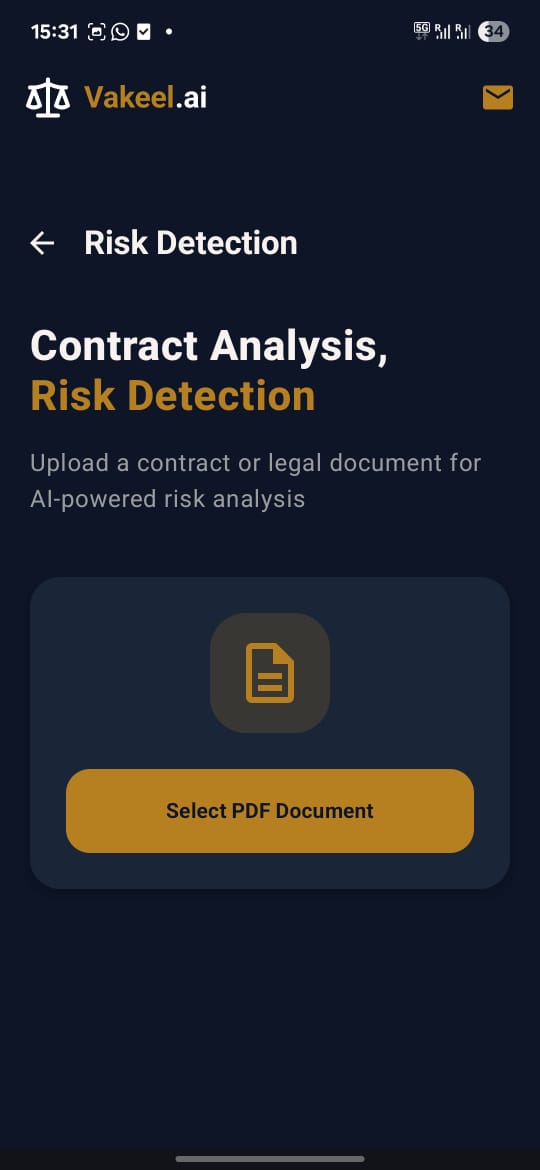 15:31
5G R R 34
Vakeel.ai
Risk Detection
Contract Analysis,
Risk Detection
Upload a contract or legal document for
AI-powered risk analysis
Select PDF Document